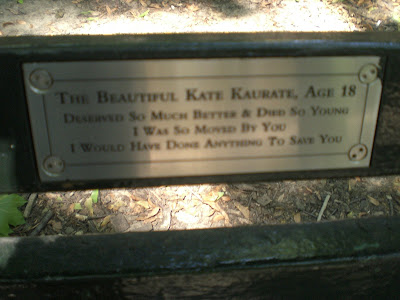 The Beautiful Kate Kaurate, Age 18
Deserved So Much Better & Died So Young
I Was So Moved By You
I Would Have Done Anything To Save You